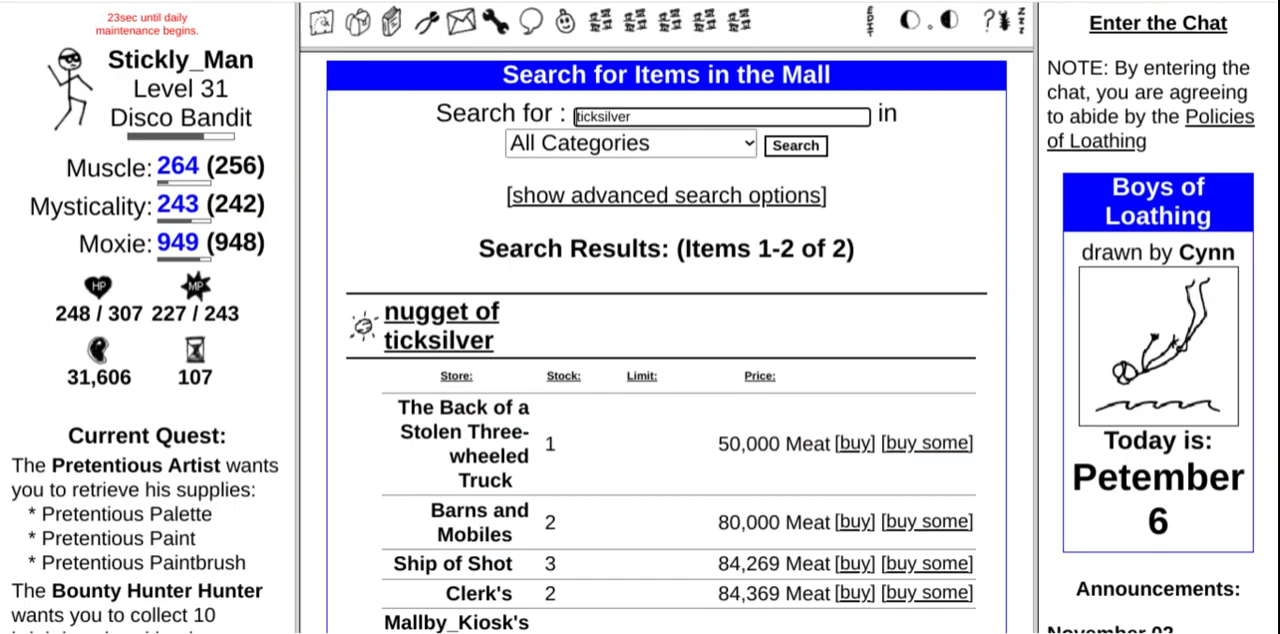 23sec until daily
maintenance begins.
Stickly_Man
Level 31
Disco Bandit
Muscle: 264 (256)
Mysticality: 243 (242)
Moxie: 949 (948)
HP MP
248 / 307 227 / 243
31,606 107
Current Quest:
The Pretentious Artist wants
you to retrieve his supplies:
* Pretentious Palette
* Pretentious Paint
* Pretentious Paintbrush
The Bounty Hunter Hunter
wants you to collect 10
Search for Items in the Mall
Search for : ticksilver in
All Categories Search
[show advanced search options]
Search Results: (Items 1-2 of 2)
nugget of
ticksilver
Store: Stock: Limit: Price:
The Back of a
Stolen Three-
wheeled
Truck
1 50,000 Meat [buy] [buy some]
Barns and
Mobiles
2 80,000 Meat [buy] [buy some]
Ship of Shot 3 84,269 Meat [buy] [buy some]
Clerk's 2 84,369 Meat [buy] [buy some]
Mallby_Kiosk's
Enter the Chat
NOTE: By entering the
chat, you are agreeing
to abide by the Policies
of Loathing
Boys of
Loathing
drawn by Cynn
Today is:
Petember
6
Announcements:
November 02